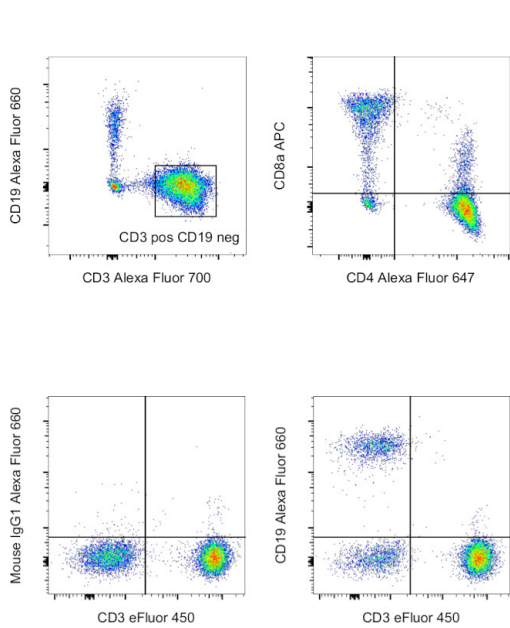 CD19 Alexa Fluor 660
CD3 pos CD19 neg
CD3 Alexa Fluor 700
CD8a APC
CD4 Alexa Fluor 647
Mouse IgG1 Alexa Fluor 660
CD3 eFluor 450
CD19 Alexa Fluor 660
CD3 eFluor 450